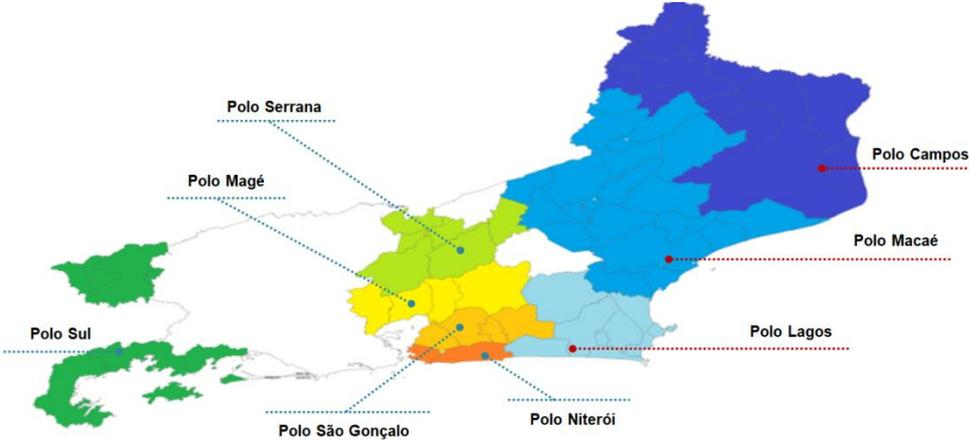 Polo Serrana
Polo Campos
Polo Magé
Polo Macaé
Polo Sul
Polo Lagos
Polo Niterói
Polo São Gonçalo